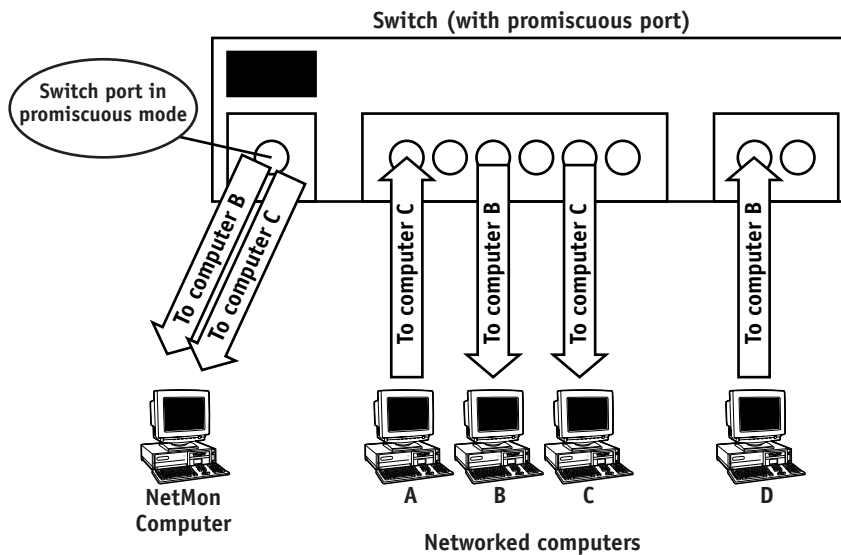 Switch (with promiscuous port)
Switch port in
promiscuous mode
To computer B
To computer C
To computer C
To computer B
To computer C
To computer B
NetMon
Computer
A
B
C
D
Networked computers